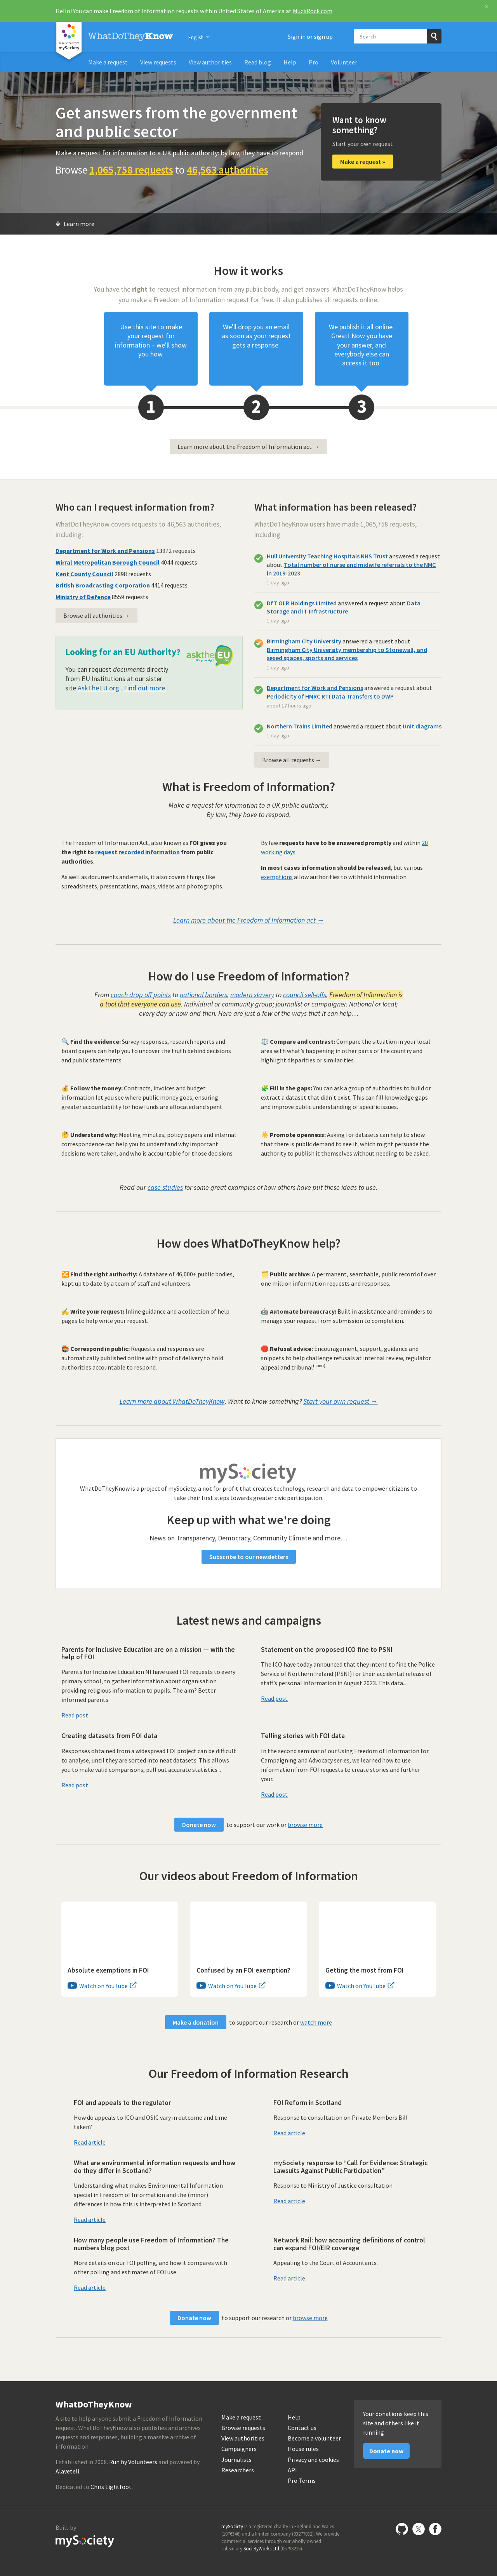 Hello! You can make Freedom of Information requests within United States of America at MuckRock.com
×
mySociety
WhatDoTheyKnow
English
Sign in or sign up
Search
Make a request
View requests
View authorities
Read blog
Help
Pro
Volunteer
Get answers from the government
and public sector
Make a request for information to a UK public authority: by law, they have to respond
Browse 1,065,758 requests to 46,563 authorities
Want to know
something?
Start your own request
Make a request »
Learn more
How it works
You have the right to request information from any public body, and get answers. WhatDoTheyKnow helps
you make a Freedom of Information request for free. It also publishes all requests online.
Use this site to make
your request for
information – we'll show
you how.
We'll drop you an email
as soon as your request
gets a response.
We publish it all online.
Great! Now you have
your answer, and
everybody else can
access it too.
1
2
3
Learn more about the Freedom of Information act →
Who can I request information from?
WhatDoTheyKnow covers requests to 46,563 authorities,
including:
Department for Work and Pensions 13972 requests
Wirral Metropolitan Borough Council 4044 requests
Kent County Council 2898 requests
British Broadcasting Corporation 4414 requests
Ministry of Defence 8559 requests
Browse all authorities →
Looking for an EU Authority?
You can request documents directly
from EU Institutions at our sister
site AskTheEU.org . Find out more .
asktheEU
What information has been released?
WhatDoTheyKnow users have made 1,065,758 requests,
including:
Hull University Teaching Hospitals NHS Trust answered a request
about Total number of nurse and midwife referrals to the NMC
in 2019-2023
1 day ago
DfT OLR Holdings Limited answered a request about Data
Storage and IT Infrastructure
1 day ago
Birmingham City University answered a request about
Birmingham City University membership to Stonewall, and
sexed spaces, sports and services
1 day ago
Department for Work and Pensions answered a request about
Periodicity of HMRC RTI Data Transfers to DWP
about 17 hours ago
Northern Trains Limited answered a request about Unit diagrams
1 day ago
Browse all requests →
What is Freedom of Information?
Make a request for information to a UK public authority.
By law, they have to respond.
The Freedom of Information Act, also known as FOI gives you
the right to request recorded information from public
authorities.
As well as documents and emails, it also covers things like
spreadsheets, presentations, maps, videos and photographs.
By law requests have to be answered promptly and within 20
working days.
In most cases information should be released, but various
exemptions allow authorities to withhold information.
Learn more about the Freedom of Information act →
How do I use Freedom of Information?
From coach drop off points to national borders; modern slavery to council sell-offs, Freedom of Information is
a tool that everyone can use. Individual or community group; journalist or campaigner. National or local;
every day or now and then. Here are just a few of the ways that it can help…
🔍 Find the evidence: Survey responses, research reports and
board papers can help you to uncover the truth behind decisions
and public statements.
⚖️ Compare and contrast: Compare the situation in your local
area with what's happening in other parts of the country and
highlight disparities or similarities.
💰 Follow the money: Contracts, invoices and budget
information let you see where public money goes, ensuring
greater accountability for how funds are allocated and spent.
🧩 Fill in the gaps: You can ask a group of authorities to build or
extract a dataset that didn't exist. This can fill knowledge gaps
and improve public understanding of specific issues.
🤔 Understand why: Meeting minutes, policy papers and internal
correspondence can help you to understand why important
decisions were taken, and who is accountable for those decisions.
☀️ Promote openness: Asking for datasets can help to show
that there is public demand to see it, which might persuade the
authority to publish it themselves without needing to be asked.
Read our case studies for some great examples of how others have put these ideas to use.
How does WhatDoTheyKnow help?
🔀 Find the right authority: A database of 46,000+ public bodies,
kept up to date by a team of staff and volunteers.
🗂️ Public archive: A permanent, searchable, public record of over
one million information requests and responses.
✍️ Write your request: Inline guidance and a collection of help
pages to help write your request.
🤖 Automate bureaucracy: Built in assistance and reminders to
manage your request from submission to completion.
📮 Correspond in public: Requests and responses are
automatically published online with proof of delivery to hold
authorities accountable to respond.
🛑 Refusal advice: Encouragement, support, guidance and
snippets to help challenge refusals at internal review, regulator
appeal and tribunal(soon).
Learn more about WhatDoTheyKnow. Want to know something? Start your own request →
mySociety
WhatDoTheyKnow is a project of mySociety, a not for profit that creates technology, research and data to empower citizens to
take their first steps towards greater civic participation.
Keep up with what we're doing
News on Transparency, Democracy, Community Climate and more…
Subscribe to our newsletters
Latest news and campaigns
Parents for Inclusive Education are on a mission — with the
help of FOI
Parents for Inclusive Education NI have used FOI requests to every
primary school, to gather information about organisation
providing religious information to pupils. The aim? Better
informed parents.
Read post
Statement on the proposed ICO fine to PSNI
The ICO have today announced that they intend to fine the Police
Service of Northern Ireland (PSNI) for their accidental release of
staff's personal information in August 2023. This data...
Read post
Creating datasets from FOI data
Responses obtained from a widespread FOI project can be difficult
to analyse, until they are sorted into neat datasets. This allows
you to make valid comparisons, pull out accurate statistics...
Read post
Telling stories with FOI data
In the second seminar of our Using Freedom of Information for
Campaigning and Advocacy series, we learned how to use
information from FOI requests to create stories and further
your...
Read post
Donate now to support our work or browse more
Our videos about Freedom of Information
Absolute exemptions in FOI
Watch on YouTube
Confused by an FOI exemption?
Watch on YouTube
Getting the most from FOI
Watch on YouTube
Make a donation to support our research or watch more
Our Freedom of Information Research
FOI and appeals to the regulator
How do appeals to ICO and OSIC vary in outcome and time
taken?
Read article
FOI Reform in Scotland
Response to consultation on Private Members Bill
Read article
What are environmental information requests and how
do they differ in Scotland?
Understanding what makes Environmental Information
special in Freedom of Information and the (minor)
differences in how this is interpreted in Scotland.
Read article
mySociety response to “Call for Evidence: Strategic
Lawsuits Against Public Participation”
Response to Ministry of Justice consultation
Read article
How many people use Freedom of Information? The
numbers blog post
More details on our FOI polling, and how it compares with
other polling and estimates of FOI use.
Read article
Network Rail: how accounting definitions of control
can expand FOI/EIR coverage
Appealing to the Court of Accountants.
Read article
Donate now to support our research or browse more
WhatDoTheyKnow
A site to help anyone submit a Freedom of Information
request. WhatDoTheyKnow also publishes and archives
requests and responses, building a massive archive of
information.
Established in 2008. Run by Volunteers and powered by
Alaveteli.
Dedicated to Chris Lightfoot.
Make a request
Browse requests
View authorities
Campaigners
Journalists
Researchers
Help
Contact us
Become a volunteer
House rules
Privacy and cookies
API
Pro Terms
Your donations keep this
site and others like it
running
Donate now
Built by
mySociety
mySociety is a registered charity in England and Wales
(1076346) and a limited company (03277032). We provide
commercial services through our wholly owned
subsidiary SocietyWorks Ltd (05798215).